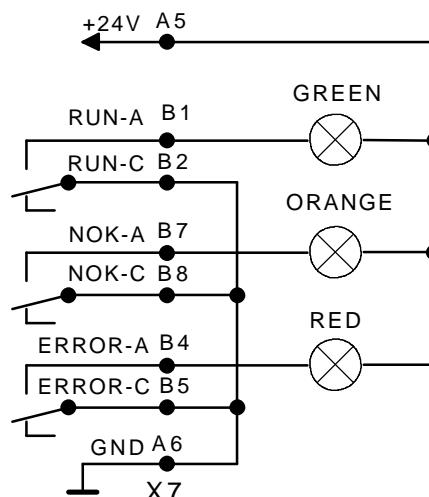 +24V A5
GREEN
RUN-A B1
RUN-C B2
ORANGE
NOK-A B7
NOK-C B8
RED
ERROR-A B4
ERROR-C B5
GND A6
X7